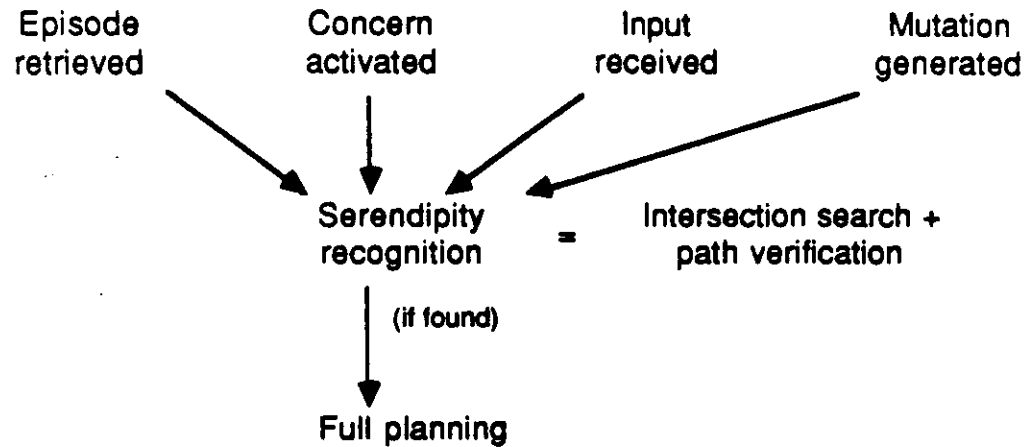 Episode
retrieved
Concern
activated
Input
received
Mutation
generated
Serendipity
recognition
=
Intersection search +
path verification
(if found)
Full planning